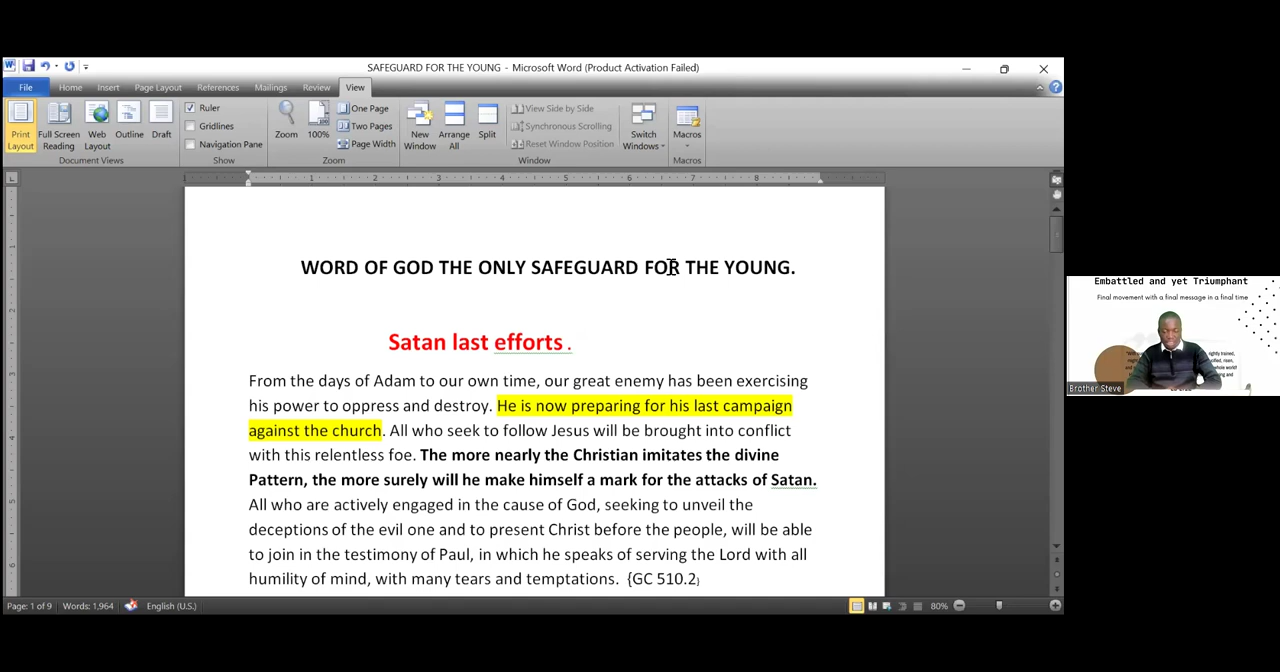 SAFEGUARD FOR THE YOUNG - Microsoft Word (Product Activation Failed)
File Home Insert Page Layout References Mailings Review View
Print Layout
Full Screen Reading
Web Layout
Outline
Draft
Document Views
Ruler
Gridlines
Navigation Pane
Show
Zoom
100%
One Page
Two Pages
Page Width
Zoom
New Window
Arrange All
Split
View Side by Side
Synchronous Scrolling
Reset Window Position
Window
Switch Windows
Macros
Macros
1 2 3 4 5 6 7 8
WORD OF GOD THE ONLY SAFEGUARD FOR THE YOUNG.
Satan last efforts .
From the days of Adam to our own time, our great enemy has been exercising
his power to oppress and destroy. He is now preparing for his last campaign
against the church. All who seek to follow Jesus will be brought into conflict
with this relentless foe. The more nearly the Christian imitates the divine
Pattern, the more surely will he make himself a mark for the attacks of Satan.
All who are actively engaged in the cause of God, seeking to unveil the
deceptions of the evil one and to present Christ before the people, will be able
to join in the testimony of Paul, in which he speaks of serving the Lord with all
humility of mind, with many tears and temptations. {GC 510.2}
Embattled and yet Triumphant
Final movement with a final message in a final time
Brother Steve
Page: 1 of 9 Words: 1,964 English (U.S.) 80%